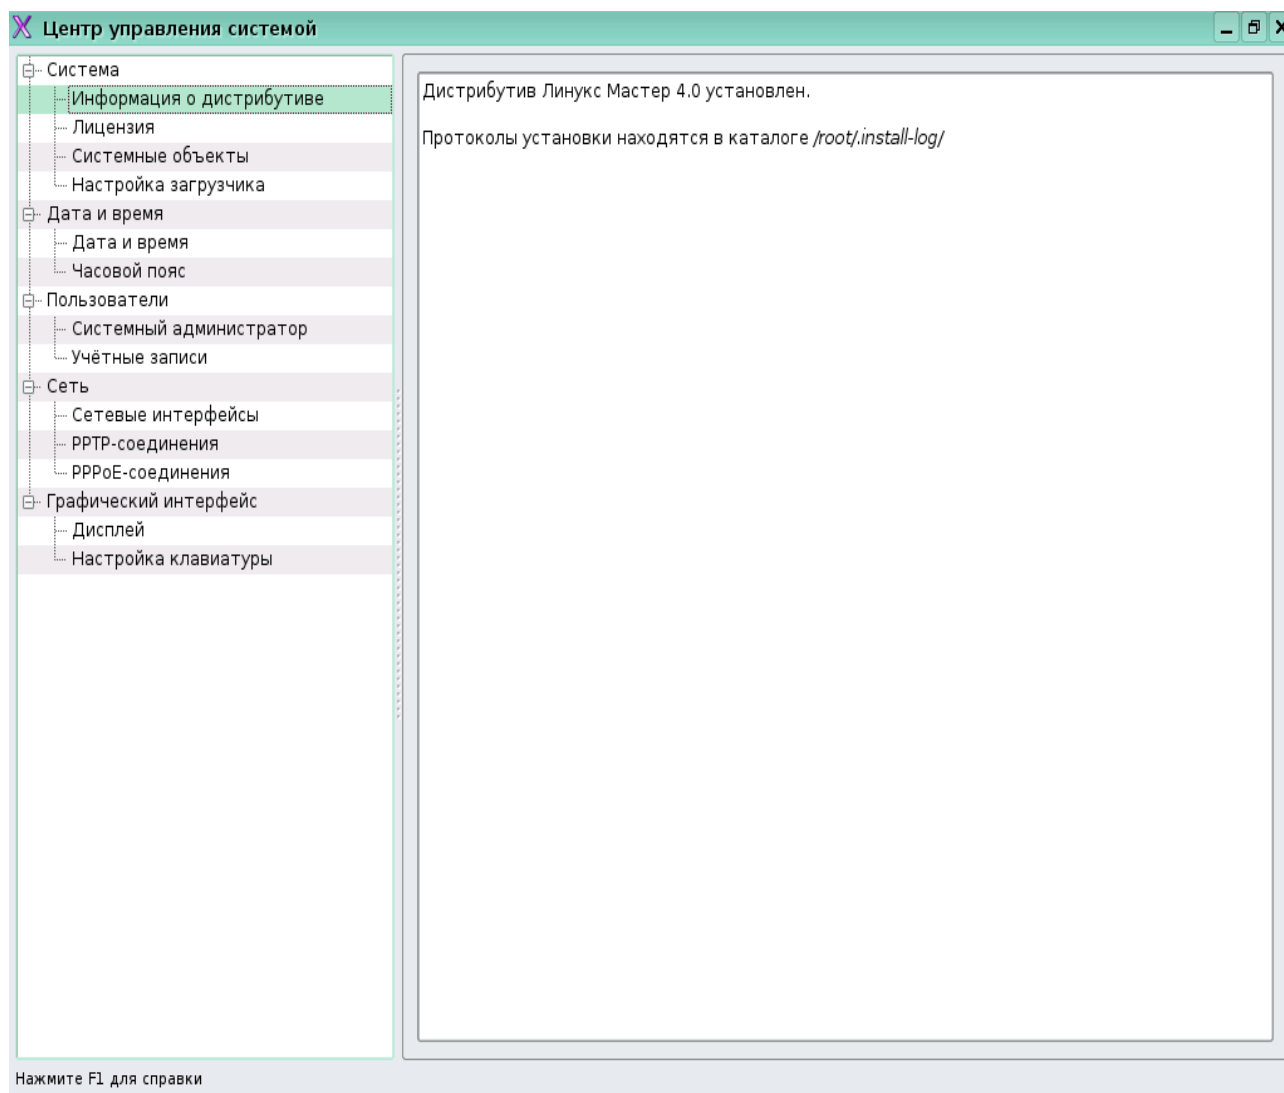 Центр управления системой
Система
Информация о дистрибутиве
Лицензия
Системные объекты
Настройка загрузчика
Дата и время
Дата и время
Часовой пояс
Пользователи
Системный администратор
Учётные записи
Сеть
Сетевые интерфейсы
PPTP-соединения
PPPoE-соединения
Графический интерфейс
Дисплей
Настройка клавиатуры
Дистрибутив Линукс Мастер 4.0 установлен.
Протоколы установки находятся в каталоге /root/.install-log/
Нажмите F1 для справки